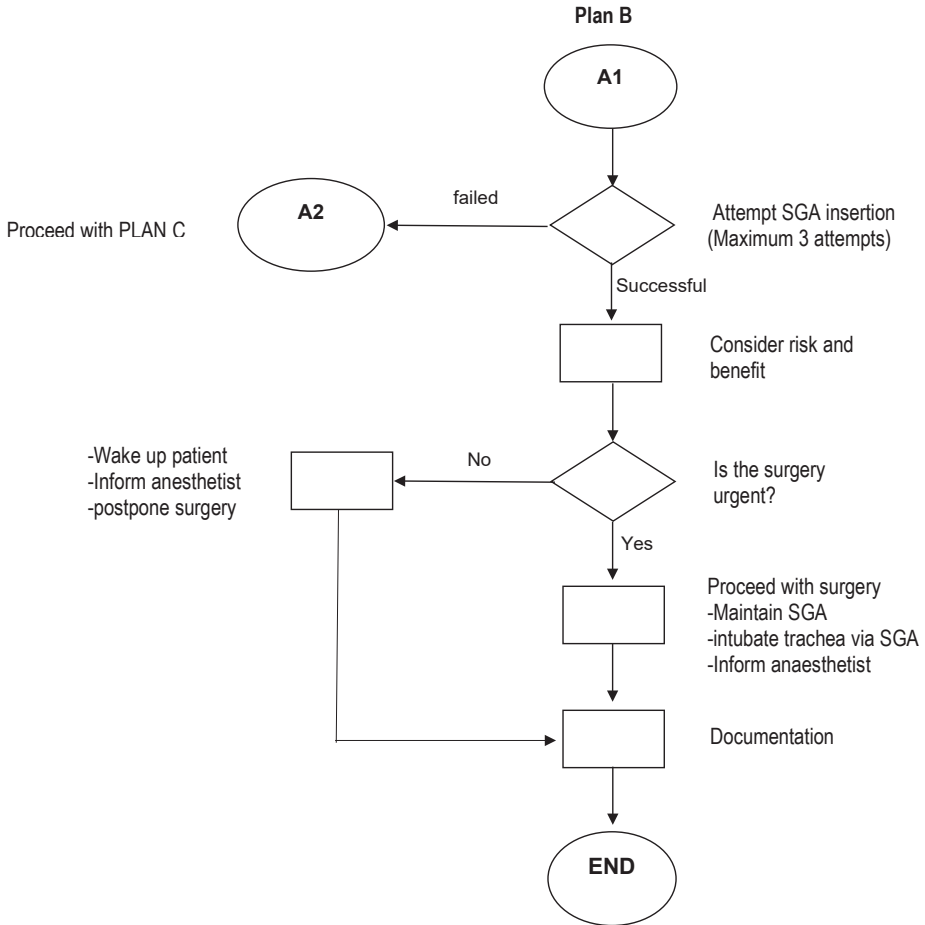 Plan B
A1
failed
A2
Proceed with PLAN C
Attempt SGA insertion
(Maximum 3 attempts)
Successful
Consider risk and
benefit
-Wake up patient
-Inform anesthetist
-postpone surgery
No
Is the surgery
urgent?
Yes
Proceed with surgery
-Maintain SGA
-intubate trachea via SGA
-Inform anaesthetist
Documentation
END